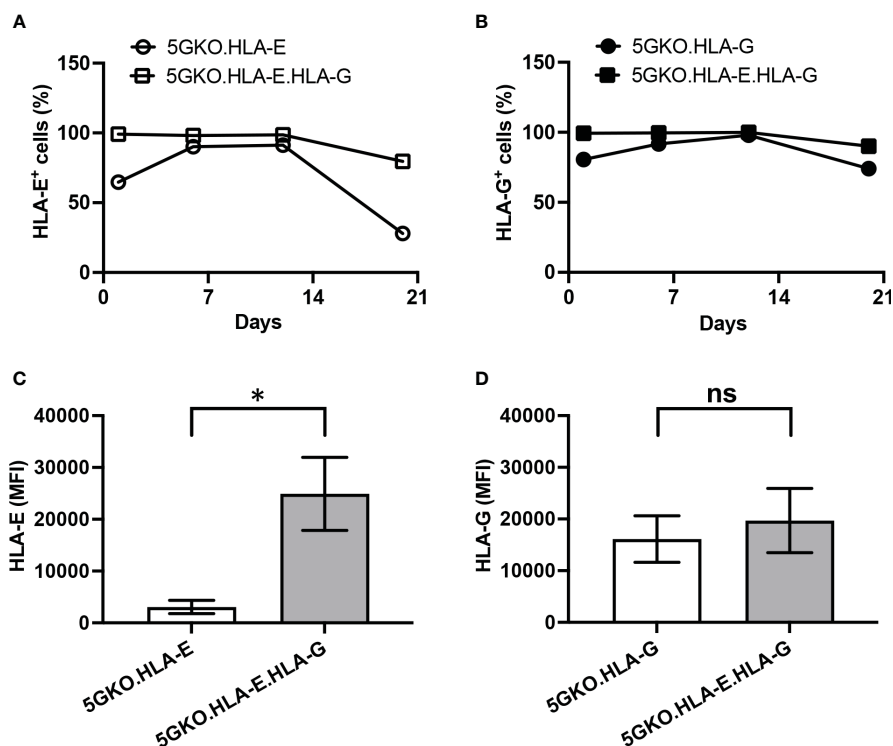 A
5GKO.HLA-E
5GKO.HLA-E.HLA-G
HLA-E+ cells (%)
150
100
50
0
0 7 14 21
Days
B
5GKO.HLA-G
5GKO.HLA-E.HLA-G
HLA-G+ cells (%)
150
100
50
0
0 7 14 21
Days
C
*
HLA-E (MFI)
40000
30000
20000
10000
0
5GKO.HLA-E
5GKO.HLA-E.HLA-G
D
ns
HLA-G (MFI)
40000
30000
20000
10000
0
5GKO.HLA-G
5GKO.HLA-E.HLA-G